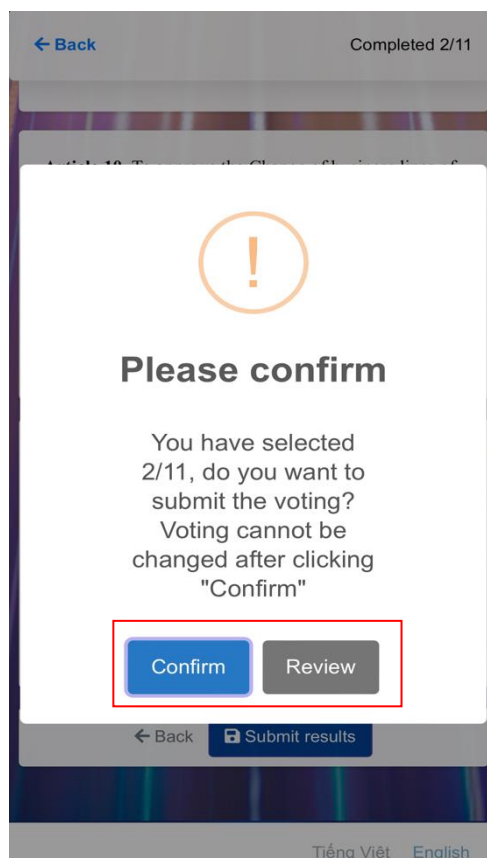 ← Back Completed 2/11
!
Please confirm
You have selected
2/11, do you want to
submit the voting?
Voting cannot be
changed after clicking
"Confirm"
Confirm Review
← Back Submit results
Tiếng Việt English